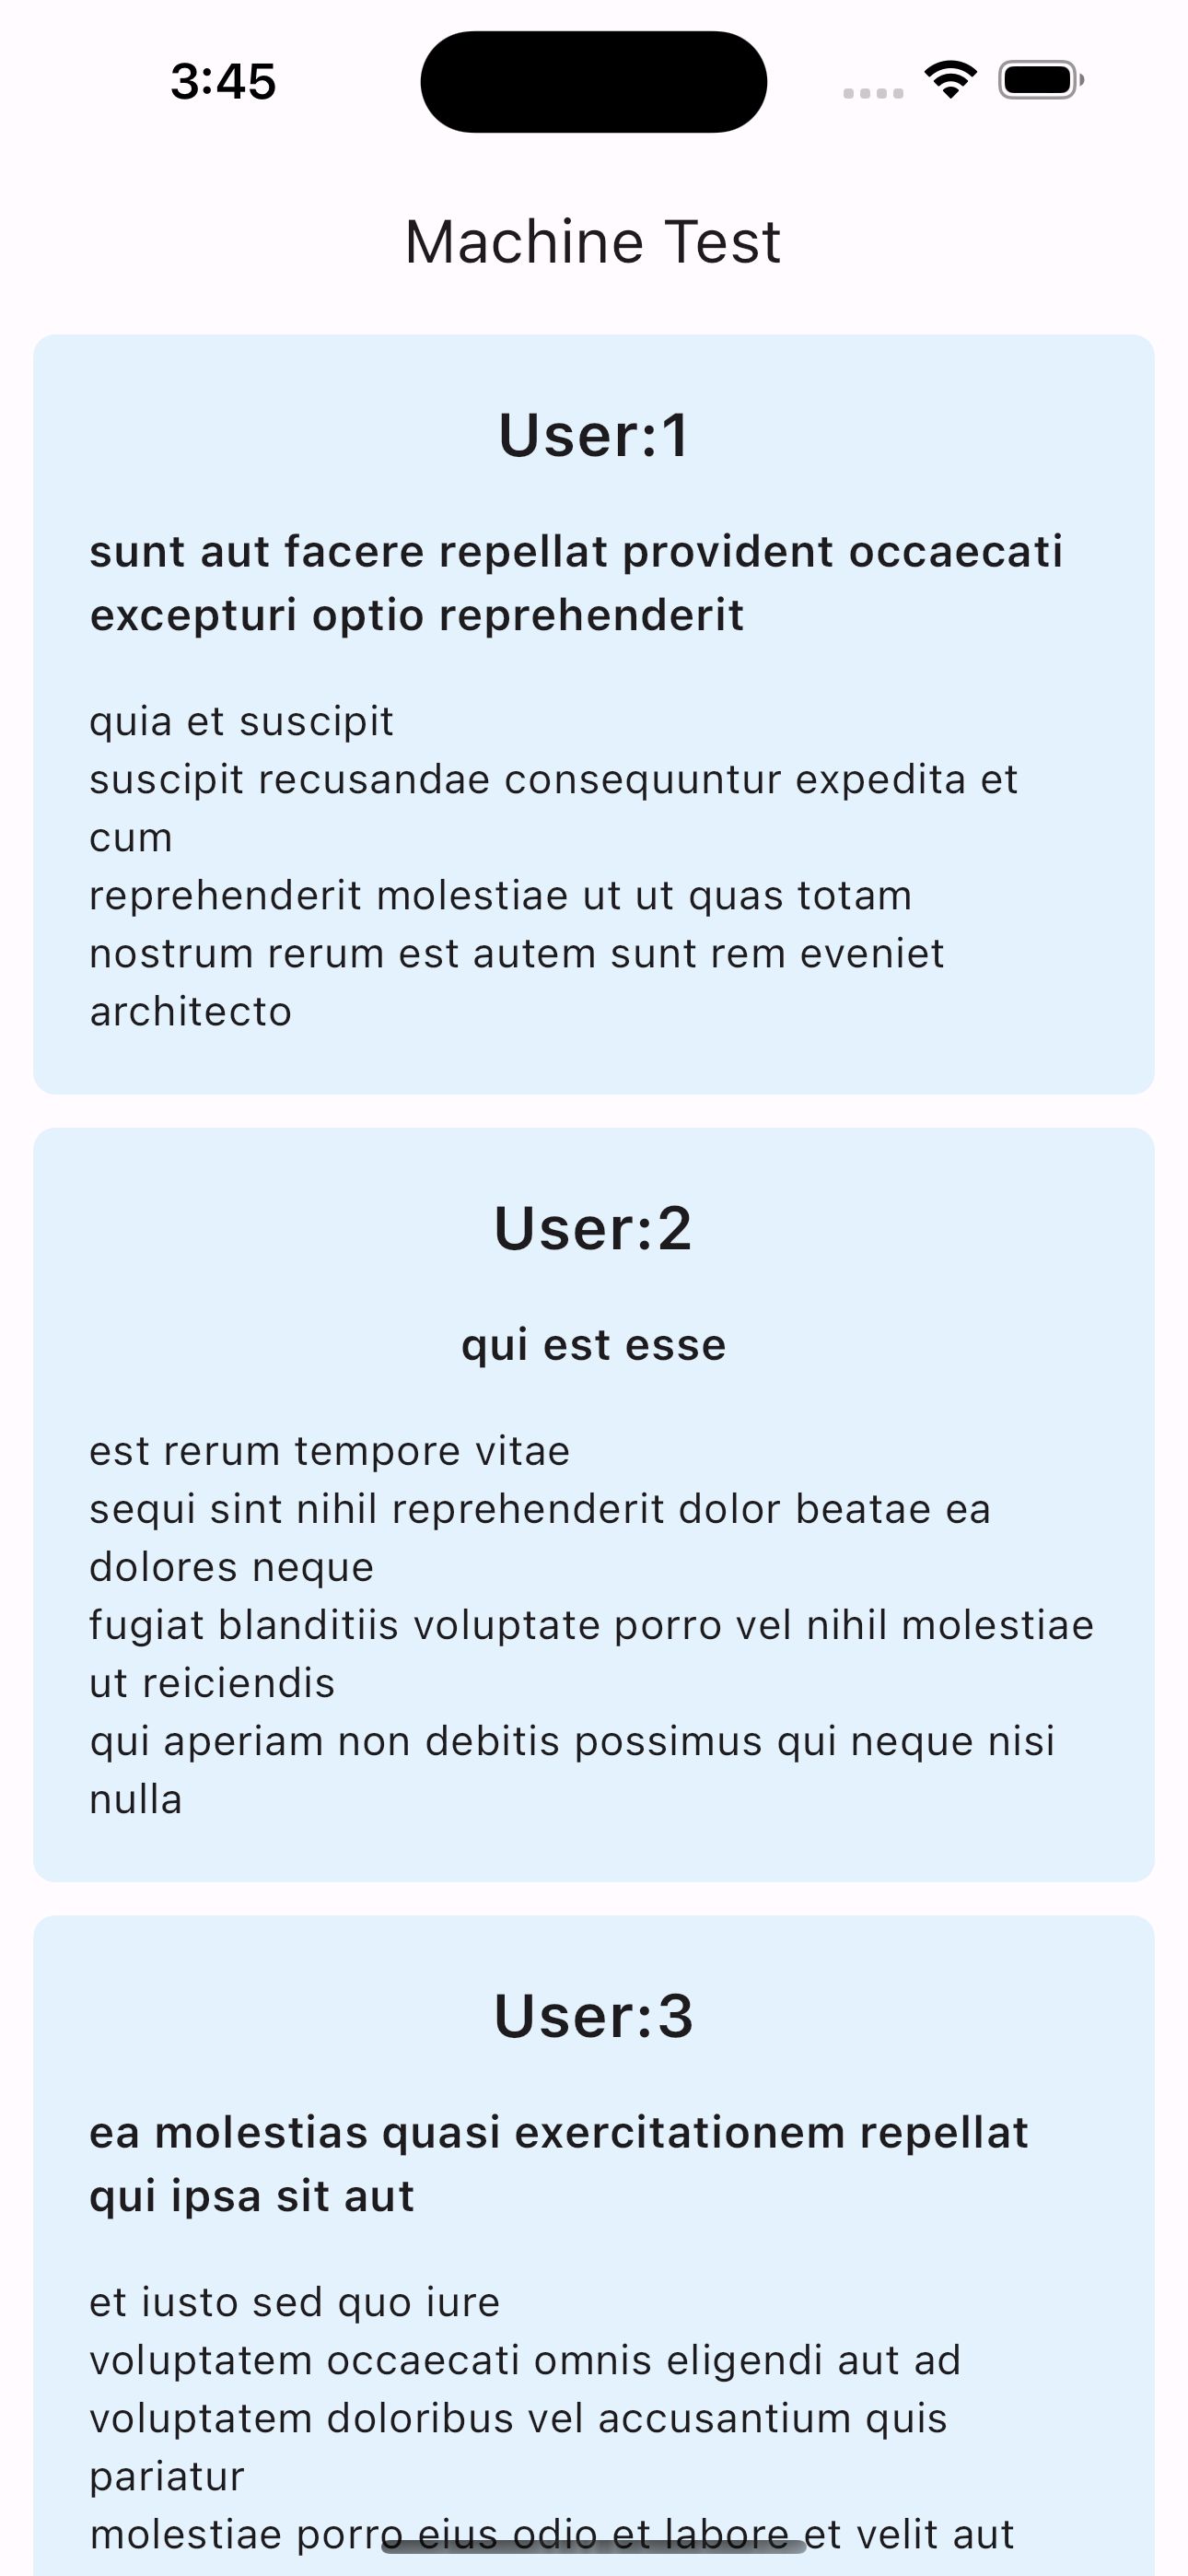 3:45
Machine Test
User:1
sunt aut facere repellat provident occaecati
excepturi optio reprehenderit
quia et suscipit
suscipit recusandae consequuntur expedita et
cum
reprehenderit molestiae ut ut quas totam
nostrum rerum est autem sunt rem eveniet
architecto
User:2
qui est esse
est rerum tempore vitae
sequi sint nihil reprehenderit dolor beatae ea
dolores neque
fugiat blanditiis voluptate porro vel nihil molestiae
ut reiciendis
qui aperiam non debitis possimus qui neque nisi
nulla
User:3
ea molestias quasi exercitationem repellat
qui ipsa sit aut
et iusto sed quo iure
voluptatem occaecati omnis eligendi aut ad
voluptatem doloribus vel accusantium quis
pariatur
molestiae porro eius odio et labore et velit aut